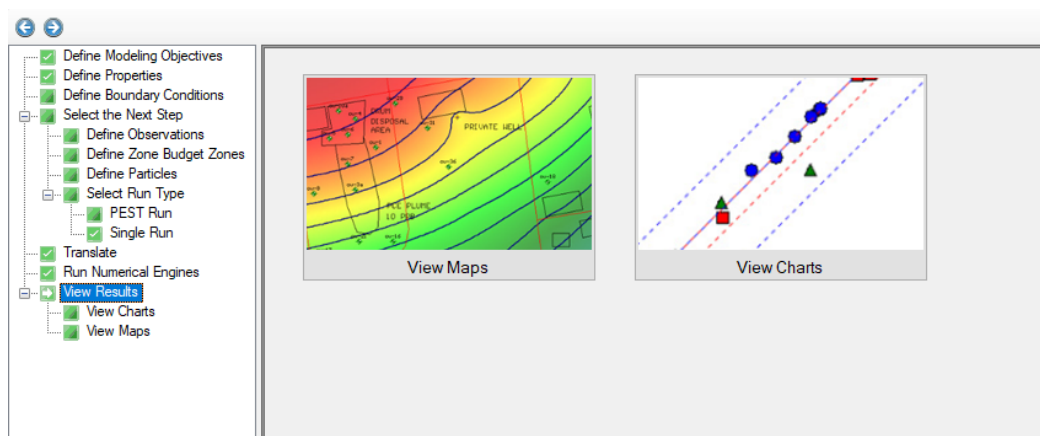 Define Modeling Objectives
Define Properties
Define Boundary Conditions
Select the Next Step
Define Observations
Define Zone Budget Zones
Define Particles
Select Run Type
PEST Run
Single Run
Translate
Run Numerical Engines
View Results
View Charts
View Maps
DRUM
DISPOSAL
AREA
PRIVATE WELL
PCE PLUME
10 PPB
View Maps
View Charts